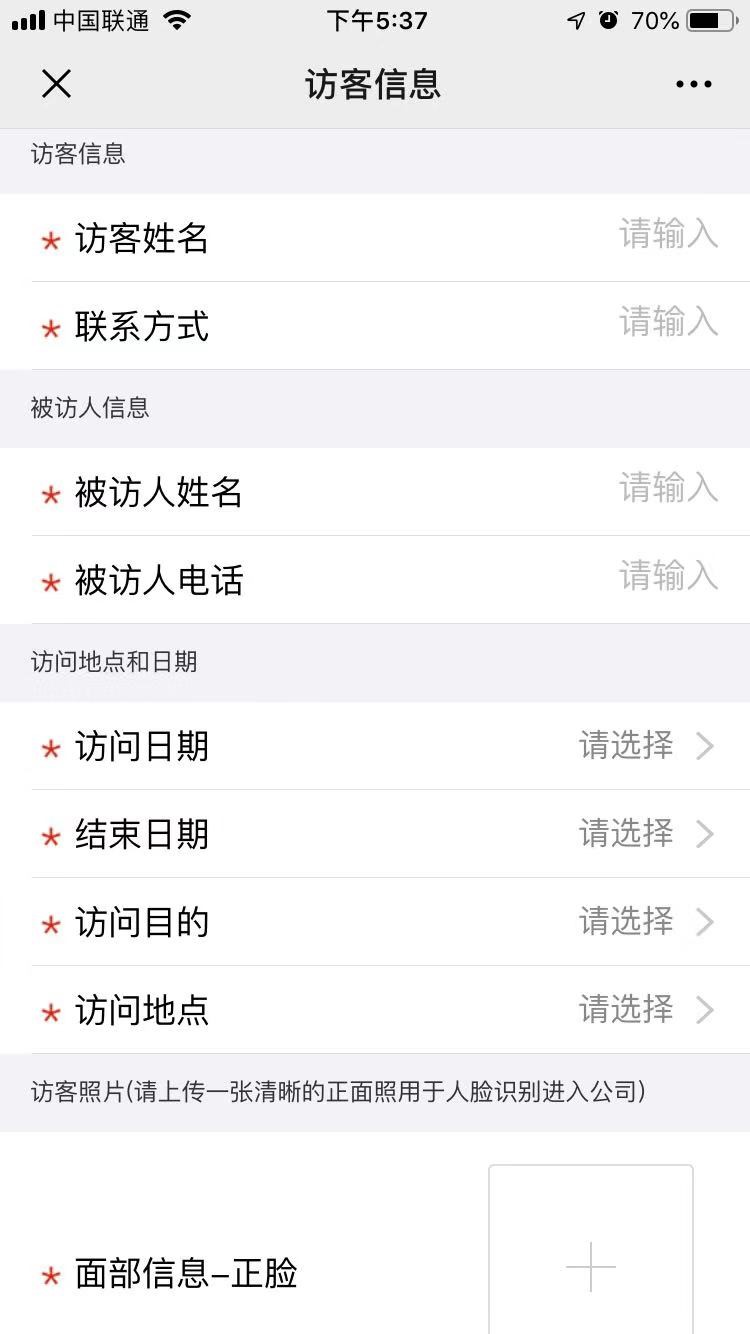 中国联通 下午5:37 70%
访客信息
访客信息
* 访客姓名 请输入
* 联系方式 请输入
被访人信息
* 被访人姓名 请输入
* 被访人电话 请输入
访问地点和日期
* 访问日期 请选择
* 结束日期 请选择
* 访问目的 请选择
* 访问地点 请选择
访客照片(请上传一张清晰的正面照用于人脸识别进入公司)
* 面部信息–正脸